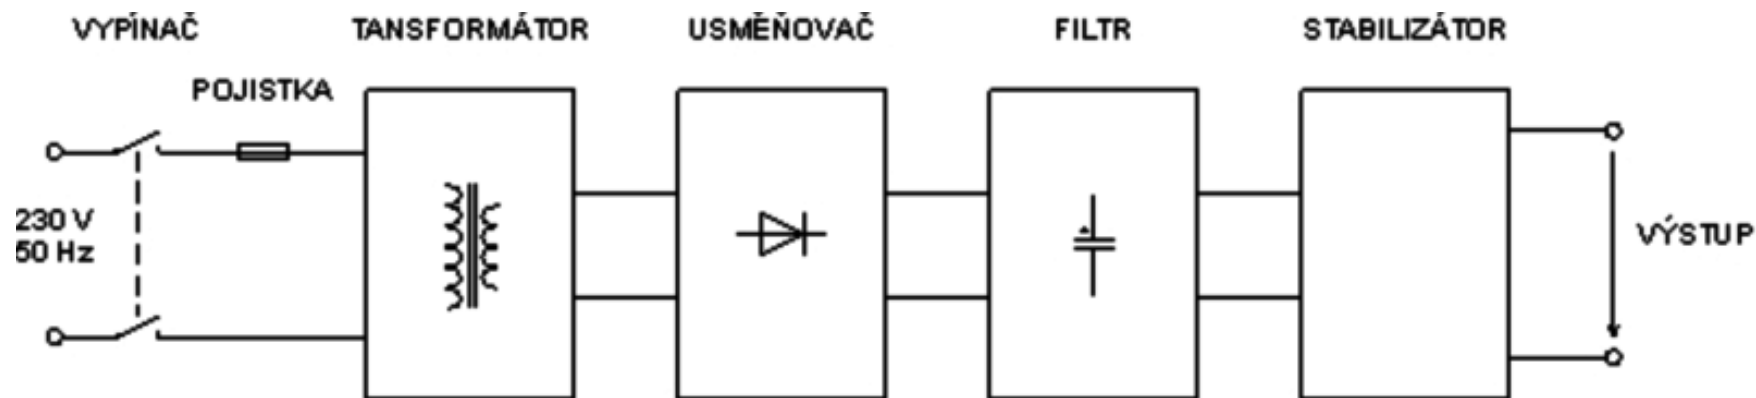 VYPÍNAČ
TANSFORMÁTOR
USMĚŇOVAČ
FILTR
STABILIZÁTOR
POJISTKA
230 V
50 Hz
VÝSTUP